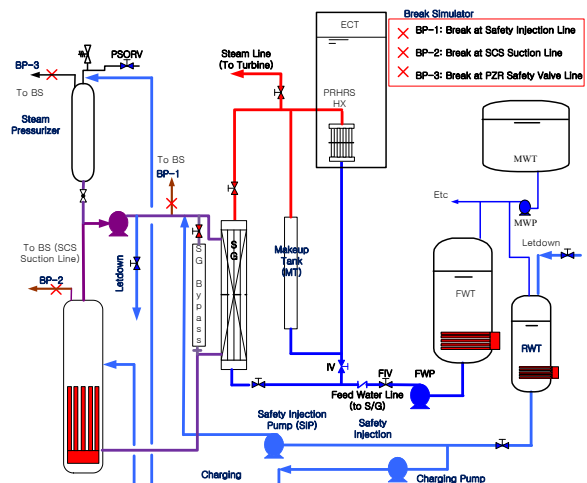 Break Simulator
BP-1: Break at Safety Injection Line
BP-2: Break at SCS Suction Line
BP-3: Break at PZR Safety Valve Line
ECT
PSORV
BP-3
To BS
Steam
Pressurizer
Steam Line
(To Turbine)
PRHRS
HX
MWT
To BS
BP-1
Etc
MWP
Letdown
To BS (SCS
Suction Line)
BP-2
Letdown
SG Bypass
SG
Makeup
Tank
(MT)
FWT
RWT
IV
FIV
FWP
Feed Water Line
(to S/G)
Safety Injection
Pump (SIP)
Safety
Injection
Charging
Charging Pump